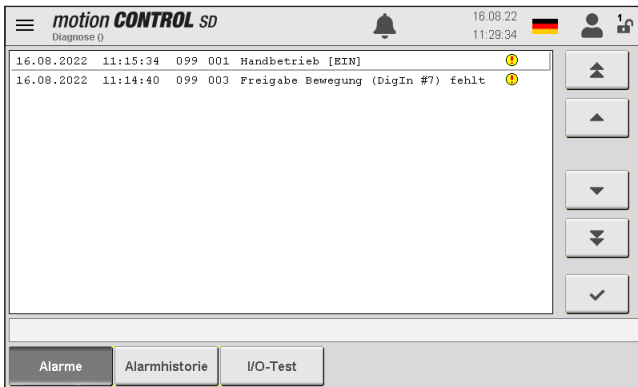 motion CONTROL SD
Diagnose ()
16.08.22
11:29:34
1
16.08.2022 11:15:34 099 001 Handbetrieb [EIN]
16.08.2022 11:14:40 099 003 Freigabe Bewegung (DigIn #7) fehlt
Alarme
Alarmhistorie
I/O-Test